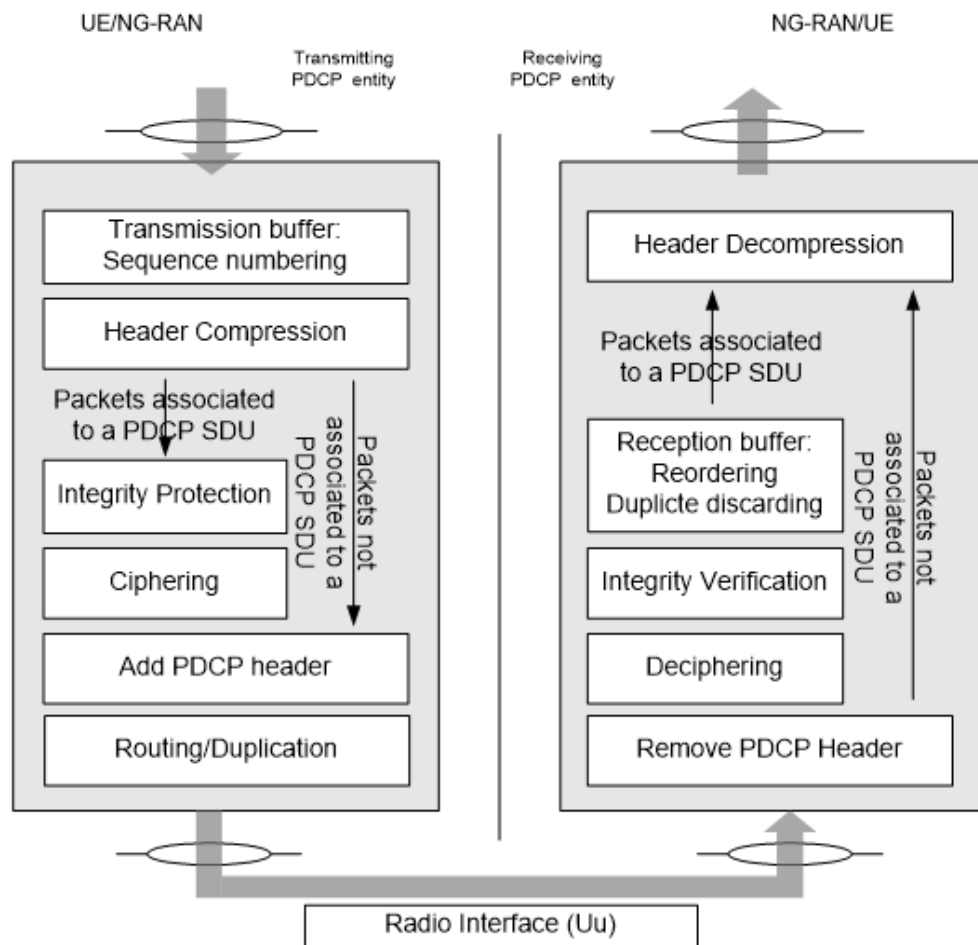 UE/NG-RAN
NG-RAN/UE
Transmitting
PDCP entity
Receiving
PDCP entity
Transmission buffer:
Sequence numbering
Header Compression
Packets associated
to a PDCP SDU
Packets not
associated to a
PDCP SDU
Integrity Protection
Ciphering
Add PDCP header
Routing/Duplication
Header Decompression
Packets associated
to a PDCP SDU
Reception buffer:
Reordering
Duplicte discarding
Packets not
associated to a
PDCP SDU
Integrity Verification
Deciphering
Remove PDCP Header
Radio Interface (Uu)